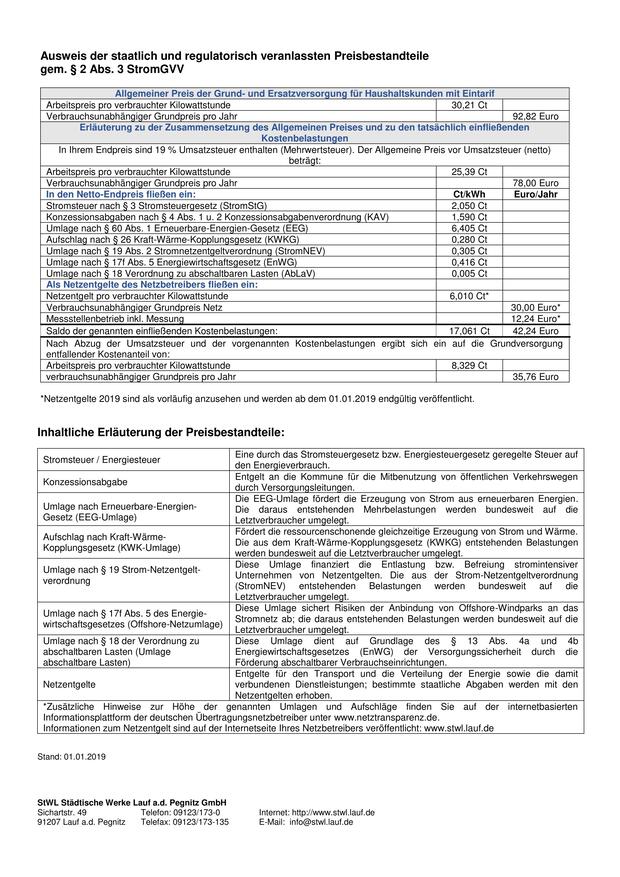 Ausweis der staatlich und regulatorisch veranlassten Preisbestandteile
gem. § 2 Abs. 3 StromGVV
Allgemeiner Preis der Grund- und Ersatzversorgung für Haushaltskunden mit Eintarif
Arbeitspreis pro verbrauchter Kilowattstunde 30,21 Ct
Verbrauchsunabhängiger Grundpreis pro Jahr 92,82 Euro
Erläuterung zu der Zusammensetzung des Allgemeinen Preises und zu den tatsächlich einfließenden
Kostenbelastungen
In Ihrem Endpreis sind 19 % Umsatzsteuer enthalten (Mehrwertsteuer). Der Allgemeine Preis vor Umsatzsteuer (netto)
beträgt:
Arbeitspreis pro verbrauchter Kilowattstunde 25,39 Ct
Verbrauchsunabhängiger Grundpreis pro Jahr 78,00 Euro
In den Netto-Endpreis fließen ein: Ct/kWh Euro/Jahr
Stromsteuer nach § 3 Stromsteuergesetz (StromStG) 2,050 Ct
Konzessionsabgaben nach § 4 Abs. 1 u. 2 Konzessionsabgabenverordnung (KAV) 1,590 Ct
Umlage nach § 60 Abs. 1 Erneuerbare-Energien-Gesetz (EEG) 6,405 Ct
Aufschlag nach § 26 Kraft-Wärme-Kopplungsgesetz (KWKG) 0,280 Ct
Umlage nach § 19 Abs. 2 Stromnetzentgeltverordnung (StromNEV) 0,305 Ct
Umlage nach § 17f Abs. 5 Energiewirtschaftsgesetz (EnWG) 0,416 Ct
Umlage nach § 18 Verordnung zu abschaltbaren Lasten (AbLaV) 0,005 Ct
Als Netzentgelte des Netzbetreibers fließen ein:
Netzentgelt pro verbrauchter Kilowattstunde 6,010 Ct*
Verbrauchsunabhängiger Grundpreis Netz 30,00 Euro*
Messstellenbetrieb inkl. Messung 12,24 Euro*
Saldo der genannten einfließenden Kostenbelastungen: 17,061 Ct 42,24 Euro
Nach Abzug der Umsatzsteuer und der vorgenannten Kostenbelastungen ergibt sich ein auf die Grundversorgung
entfallender Kostenanteil von:
Arbeitspreis pro verbrauchter Kilowattstunde 8,329 Ct
verbrauchsunabhängiger Grundpreis pro Jahr 35,76 Euro
*Netzentgelte 2019 sind als vorläufig anzusehen und werden ab dem 01.01.2019 endgültig veröffentlicht.
Inhaltliche Erläuterung der Preisbestandteile:
Stromsteuer / Energiesteuer
Eine durch das Stromsteuergesetz bzw. Energiesteuergesetz geregelte Steuer auf
den Energieverbrauch.
Konzessionsabgabe
Entgelt an die Kommune für die Mitbenutzung von öffentlichen Verkehrswegen
durch Versorgungsleitungen.
Umlage nach Erneuerbare-Energien-
Gesetz (EEG-Umlage)
Die EEG-Umlage fördert die Erzeugung von Strom aus erneuerbaren Energien.
Die daraus entstehenden Mehrbelastungen werden bundesweit auf die
Letztverbraucher umgelegt.
Aufschlag nach Kraft-Wärme-
Kopplungsgesetz (KWK-Umlage)
Fördert die ressourcenschonende gleichzeitige Erzeugung von Strom und Wärme.
Die aus dem Kraft-Wärme-Kopplungsgesetz (KWKG) entstehenden Belastungen
werden bundesweit auf die Letztverbraucher umgelegt.
Umlage nach § 19 Strom-Netzentgelt-
verordnung
Diese Umlage finanziert die Entlastung bzw. Befreiung stromintensiver
Unternehmen von Netzentgelten. Die aus der Strom-Netzentgeltverordnung
(StromNEV) entstehenden Belastungen werden bundesweit auf die
Letztverbraucher umgelegt.
Umlage nach § 17f Abs. 5 des Energie-
wirtschaftsgesetzes (Offshore-Netzumlage)
Diese Umlage sichert Risiken der Anbindung von Offshore-Windparks an das
Stromnetz ab; die daraus entstehenden Belastungen werden bundesweit auf die
Letztverbraucher umgelegt.
Umlage nach § 18 der Verordnung zu
abschaltbaren Lasten (Umlage
abschaltbare Lasten)
Diese Umlage dient auf Grundlage des § 13 Abs. 4a und 4b
Energiewirtschaftsgesetzes (EnWG) der Versorgungssicherheit durch die
Förderung abschaltbarer Verbrauchseinrichtungen.
Netzentgelte
Entgelte für den Transport und die Verteilung der Energie sowie die damit
verbundenen Dienstleistungen; bestimmte staatliche Abgaben werden mit den
Netzentgelten erhoben.
*Zusätzliche Hinweise zur Höhe der genannten Umlagen und Aufschläge finden Sie auf der internetbasierten
Informationsplattform der deutschen Übertragungsnetzbetreiber unter www.netztransparenz.de.
Informationen zum Netzentgelt sind auf der Internetseite Ihres Netzbetreibers veröffentlicht: www.stwl.lauf.de
Stand: 01.01.2019
StWL Städtische Werke Lauf a.d. Pegnitz GmbH
Sichartstr. 49 Telefon: 09123/173-0 Internet: http://www.stwl.lauf.de
91207 Lauf a.d. Pegnitz Telefax: 09123/173-135 E-Mail: info@stwl.lauf.de